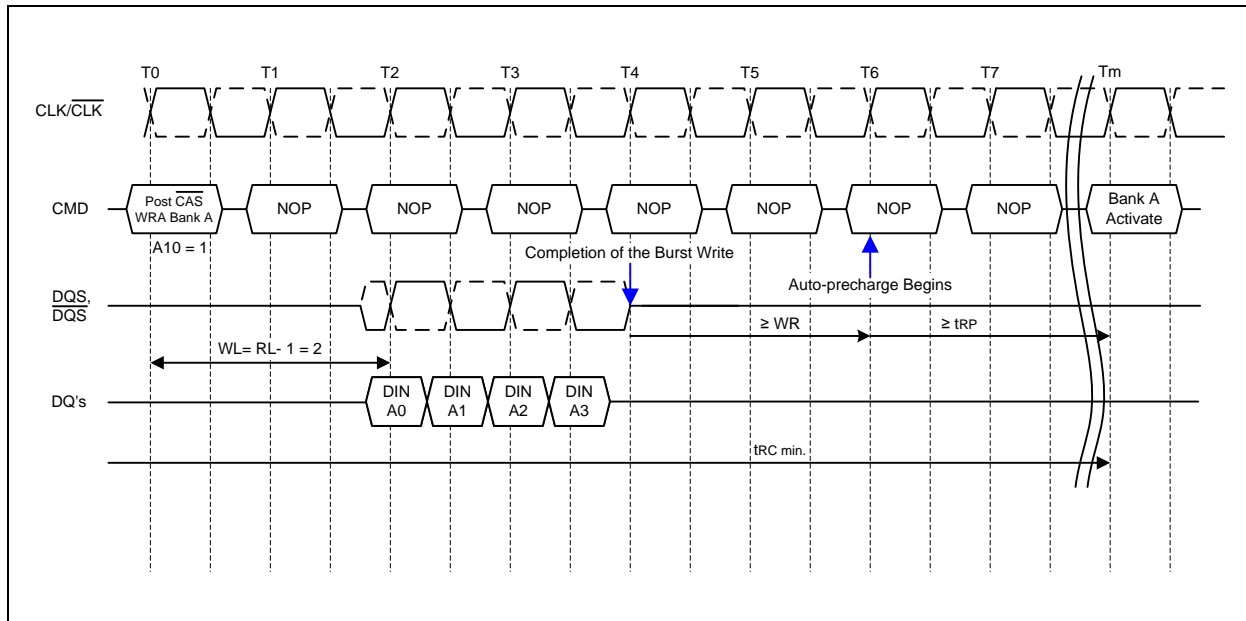 T0 T1 T2 T3 T4 T5 T6 T7 Tm
CLK/CLK
CMD
Post CAS
WRA Bank A
NOP NOP NOP NOP NOP NOP NOP
Bank A
Activate
A10 = 1
Completion of the Burst Write
Auto-precharge Begins
DQS,
DQS
≥ WR
≥ tRP
WL= RL- 1 = 2
DQ's
DIN
A0
DIN
A1
DIN
A2
DIN
A3
tRC min.